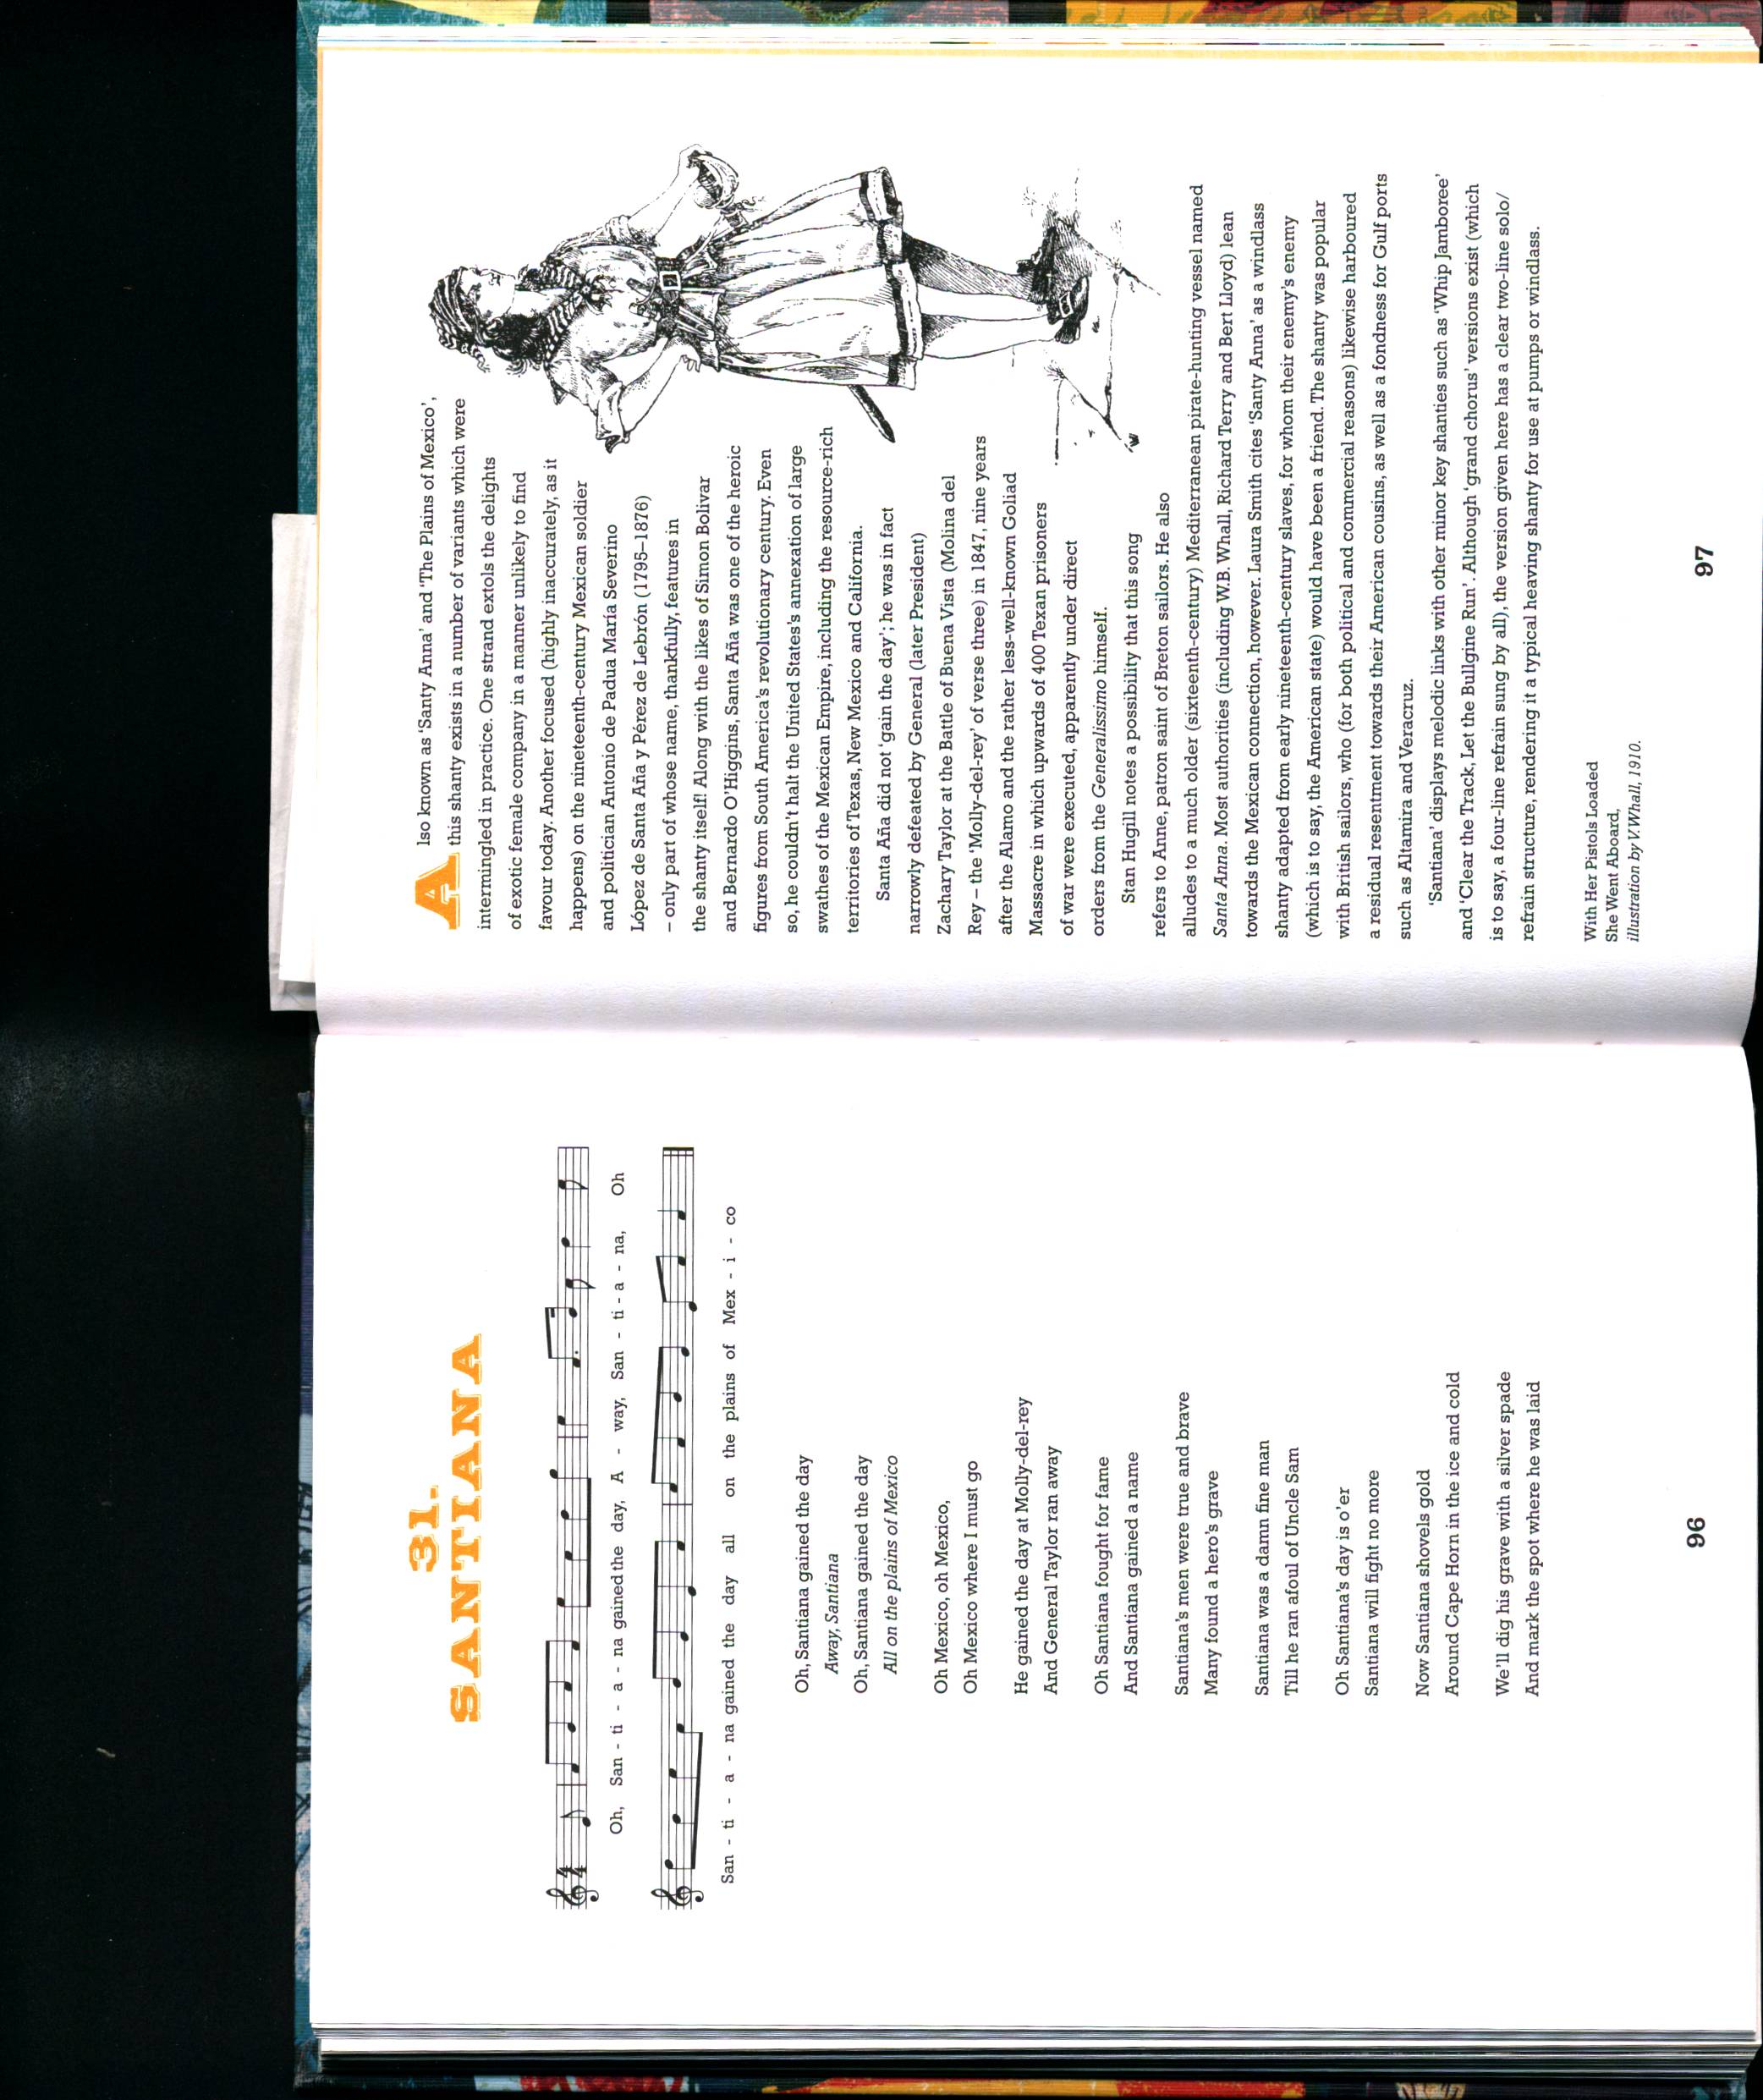 31.
SANTIANA
4
4
Oh, San - ti - a - na gained the day, A - way, San - ti - a - na, Oh
San - ti - a - na gained the day all on the plains of Mex - i - co
Oh, Santiana gained the day
Away, Santiana
Oh, Santiana gained the day
All on the plains of Mexico
Oh Mexico, oh Mexico,
Oh Mexico where I must go
He gained the day at Molly-del-rey
And General Taylor ran away
Oh Santiana fought for fame
And Santiana gained a name
Santiana's men were true and brave
Many found a hero's grave
Santiana was a damn fine man
Till he ran afoul of Uncle Sam
Oh Santiana's day is o'er
Santiana will fight no more
Now Santiana shovels gold
Around Cape Horn in the ice and cold
We'll dig his grave with a silver spade
And mark the spot where he was laid
96
Also known as 'Santy Anna' and 'The Plains of Mexico',
this shanty exists in a number of variants which were
intermingled in practice. One strand extols the delights
of exotic female company in a manner unlikely to find
favour today. Another focused (highly inaccurately, as it
happens) on the nineteenth-century Mexican soldier
and politician Antonio de Padua María Severino
López de Santa Aña y Pérez de Lebrón (1795–1876)
– only part of whose name, thankfully, features in
the shanty itself! Along with the likes of Simon Bolivar
and Bernardo O'Higgins, Santa Aña was one of the heroic
figures from South America's revolutionary century. Even
so, he couldn't halt the United States's annexation of large
swathes of the Mexican Empire, including the resource-rich
territories of Texas, New Mexico and California.
Santa Aña did not 'gain the day'; he was in fact
narrowly defeated by General (later President)
Zachary Taylor at the Battle of Buena Vista (Molina del
Rey – the 'Molly-del-rey' of verse three) in 1847, nine years
after the Alamo and the rather less-well-known Goliad
Massacre in which upwards of 400 Texan prisoners
of war were executed, apparently under direct
orders from the Generalissimo himself.
Stan Hugill notes a possibility that this song
refers to Anne, patron saint of Breton sailors. He also
alludes to a much older (sixteenth-century) Mediterranean pirate-hunting vessel named
Santa Anna. Most authorities (including W.B. Whall, Richard Terry and Bert Lloyd) lean
towards the Mexican connection, however. Laura Smith cites 'Santy Anna' as a windlass
shanty adapted from early nineteenth-century slaves, for whom their enemy's enemy
(which is to say, the American state) would have been a friend. The shanty was popular
with British sailors, who (for both political and commercial reasons) likewise harboured
a residual resentment towards their American cousins, as well as a fondness for Gulf ports
such as Altamira and Veracruz.
'Santiana' displays melodic links with other minor key shanties such as 'Whip Jamboree'
and 'Clear the Track, Let the Bullgine Run'. Although 'grand chorus' versions exist (which
is to say, a four-line refrain sung by all), the version given here has a clear two-line solo/
refrain structure, rendering it a typical heaving shanty for use at pumps or windlass.
With Her Pistols Loaded
She Went Aboard,
illustration by V. Whall, 1910.
97